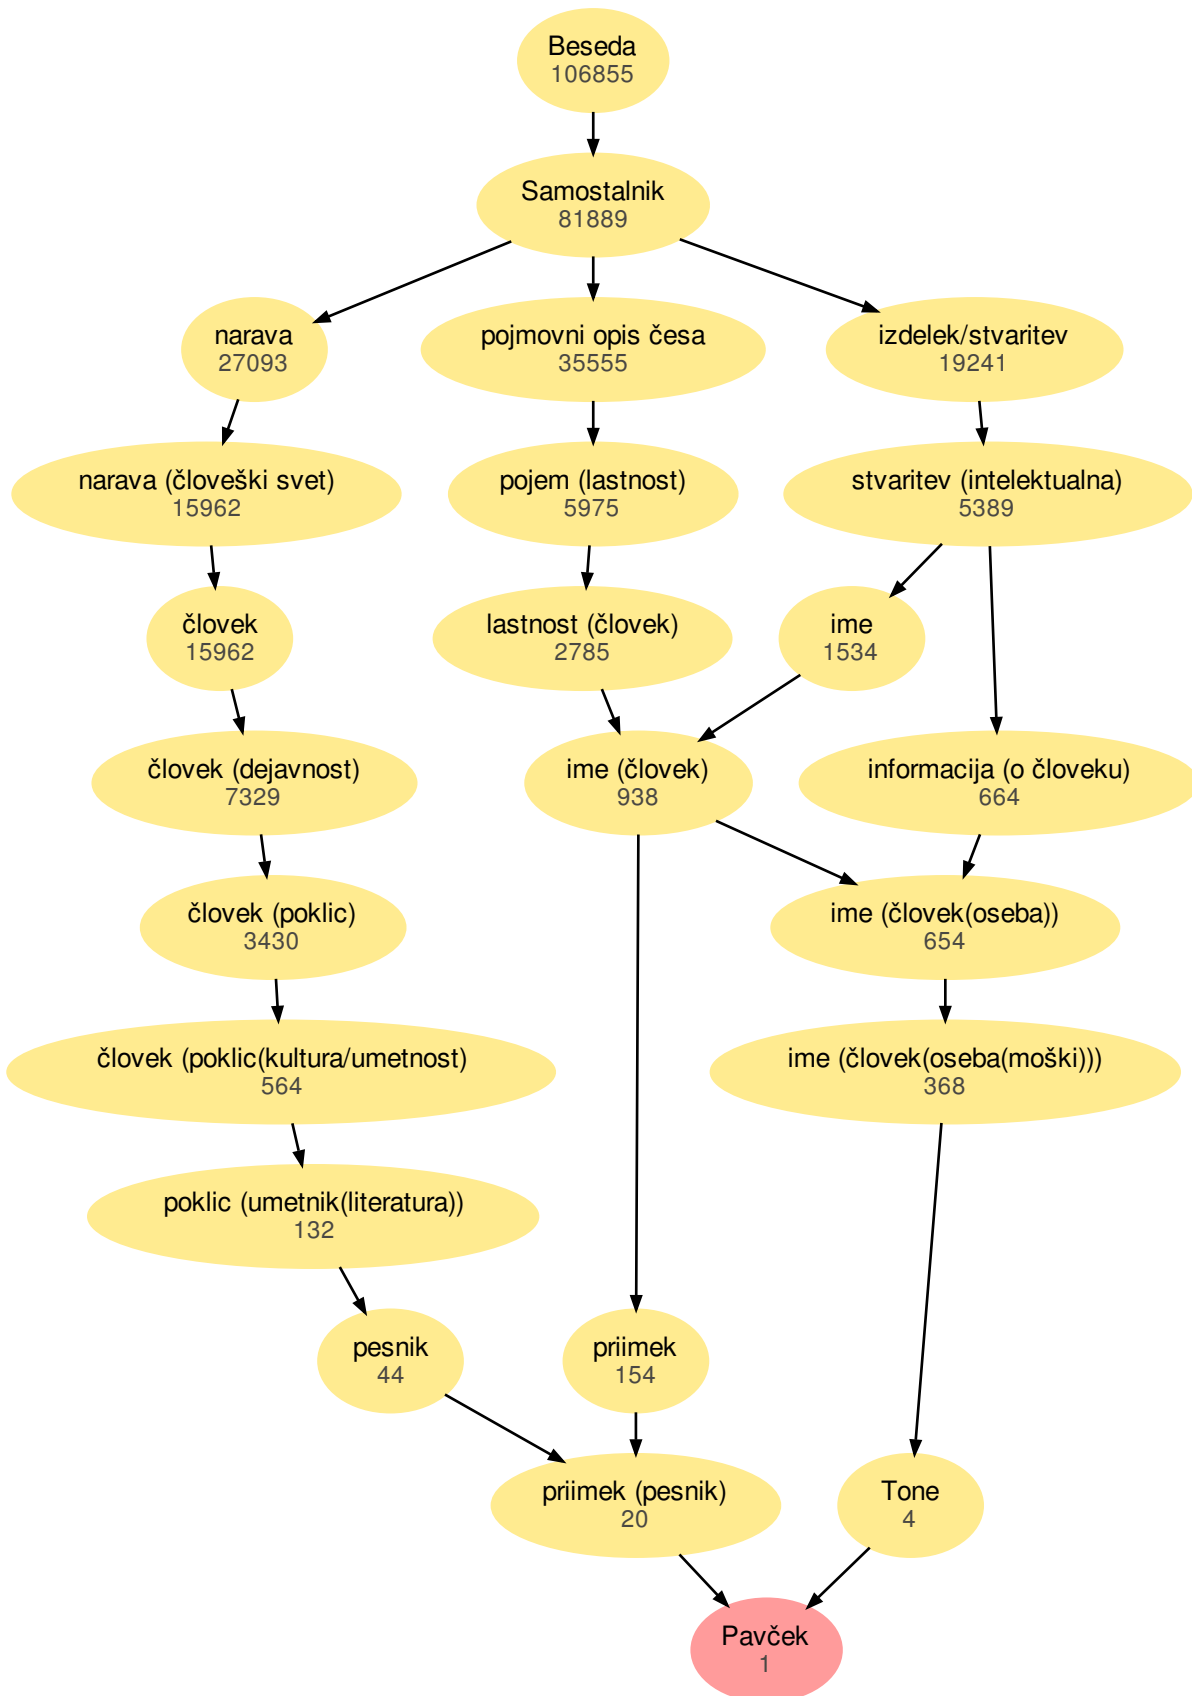 Beseda
106855
Samostalnik
81889
narava
27093
pojmovni opis česa
35555
izdelek/stvaritev
19241
narava (človeški svet)
15962
pojem (lastnost)
5975
stvaritev (intelektualna)
5389
človek
15962
lastnost (človek)
2785
ime
1534
človek (dejavnost)
7329
ime (človek)
938
informacija (o človeku)
664
človek (poklic)
3430
ime (človek(oseba))
654
človek (poklic(kultura/umetnost)
564
ime (človek(oseba(moški)))
368
poklic (umetnik(literatura))
132
pesnik
44
priimek
154
priimek (pesnik)
20
Tone
4
Pavček
1